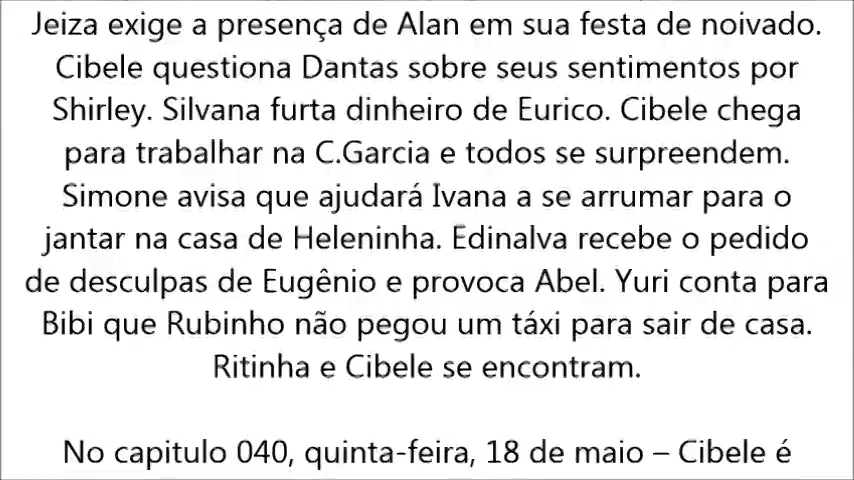 Jeiza exige a presença de Alan em sua festa de noivado.
Cibele questiona Dantas sobre seus sentimentos por
Shirley. Silvana furta dinheiro de Eurico. Cibele chega
para trabalhar na C.Garcia e todos se surpreendem.
Simone avisa que ajudará Ivana a se arrumar para o
jantar na casa de Heleninha. Edinalva recebe o pedido
de desculpas de Eugênio e provoca Abel. Yuri conta para
Bibi que Rubinho não pegou um táxi para sair de casa.
Ritinha e Cibele se encontram.
No capitulo 040, quinta-feira, 18 de maio – Cibele é